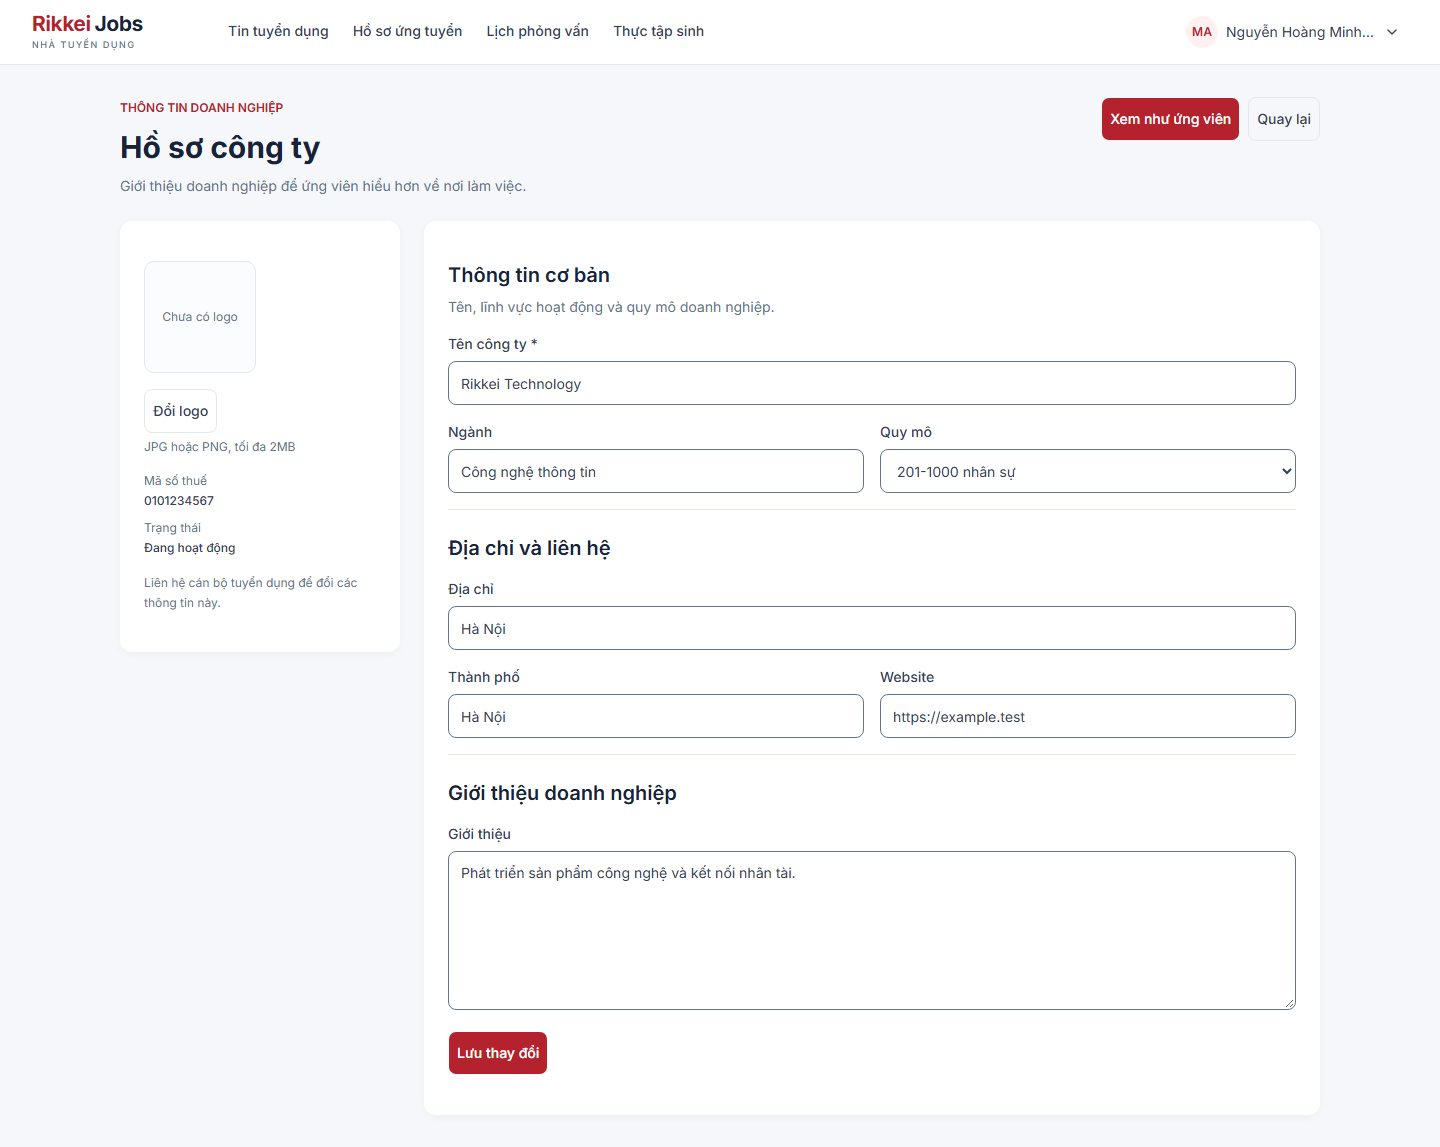 Rikkei Jobs
NHÀ TUYỂN DỤNG
Tin tuyển dụng
Hồ sơ ứng tuyển
Lịch phỏng vấn
Thực tập sinh
MA
Nguyễn Hoàng Minh...
THÔNG TIN DOANH NGHIỆP
Hồ sơ công ty
Giới thiệu doanh nghiệp để ứng viên hiểu hơn về nơi làm việc.
Xem như ứng viên
Quay lại
Chưa có logo
Đổi logo
JPG hoặc PNG, tối đa 2MB
Mã số thuế
0101234567
Trạng thái
Đang hoạt động
Liên hệ cán bộ tuyển dụng để đổi các
thông tin này.
Thông tin cơ bản
Tên, lĩnh vực hoạt động và quy mô doanh nghiệp.
Tên công ty *
Rikkei Technology
Ngành
Quy mô
Công nghệ thông tin
201-1000 nhân sự
Địa chỉ và liên hệ
Địa chỉ
Hà Nội
Thành phố
Website
Hà Nội
https://example.test
Giới thiệu doanh nghiệp
Giới thiệu
Phát triển sản phẩm công nghệ và kết nối nhân tài.
Lưu thay đổi